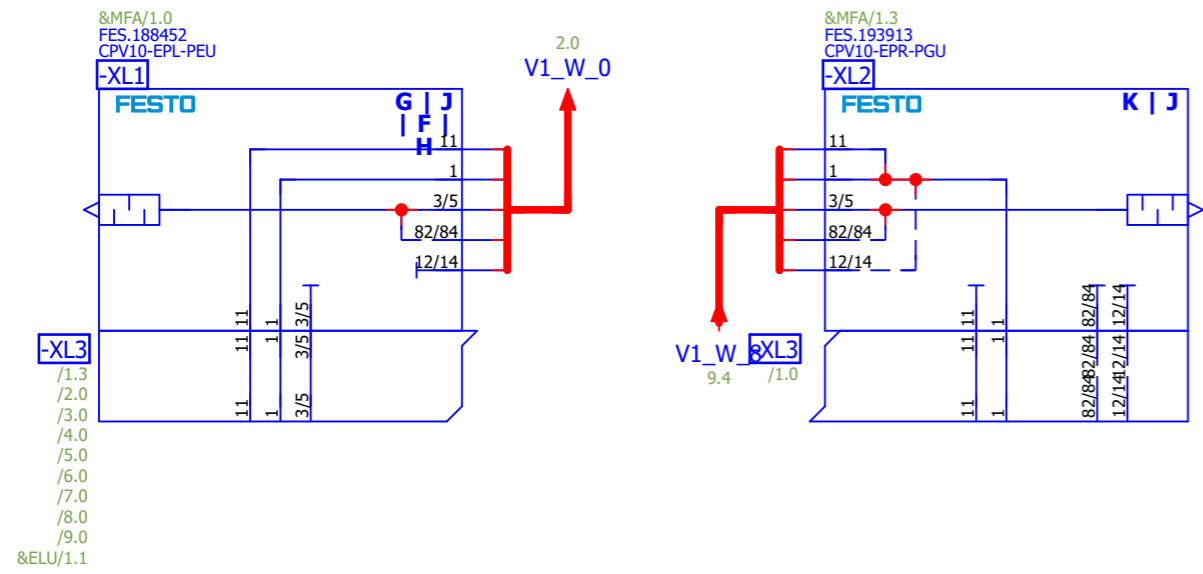 &MFA/1.0
FES.188452
CPV10-EPL-PEU
-XL1
FESTO
G | J
| F |
H
11
1
3/5
82/84
12/14
2.0
V1_W_0
11
1
3/5
11
1
3/5
11
1
3/5
-XL3
/1.3
/2.0
/3.0
/4.0
/5.0
/6.0
/7.0
/8.0
/9.0
&ELU/1.1
&MFA/1.3
FES.193913
CPV10-EPR-PGU
-XL2
FESTO
K | J
11
1
3/5
82/84
12/14
V1_W_8
9.4
-XL3
/1.0
11
1
82/84
12/14
11
1
82/84
12/14
11
1
82/84
12/14